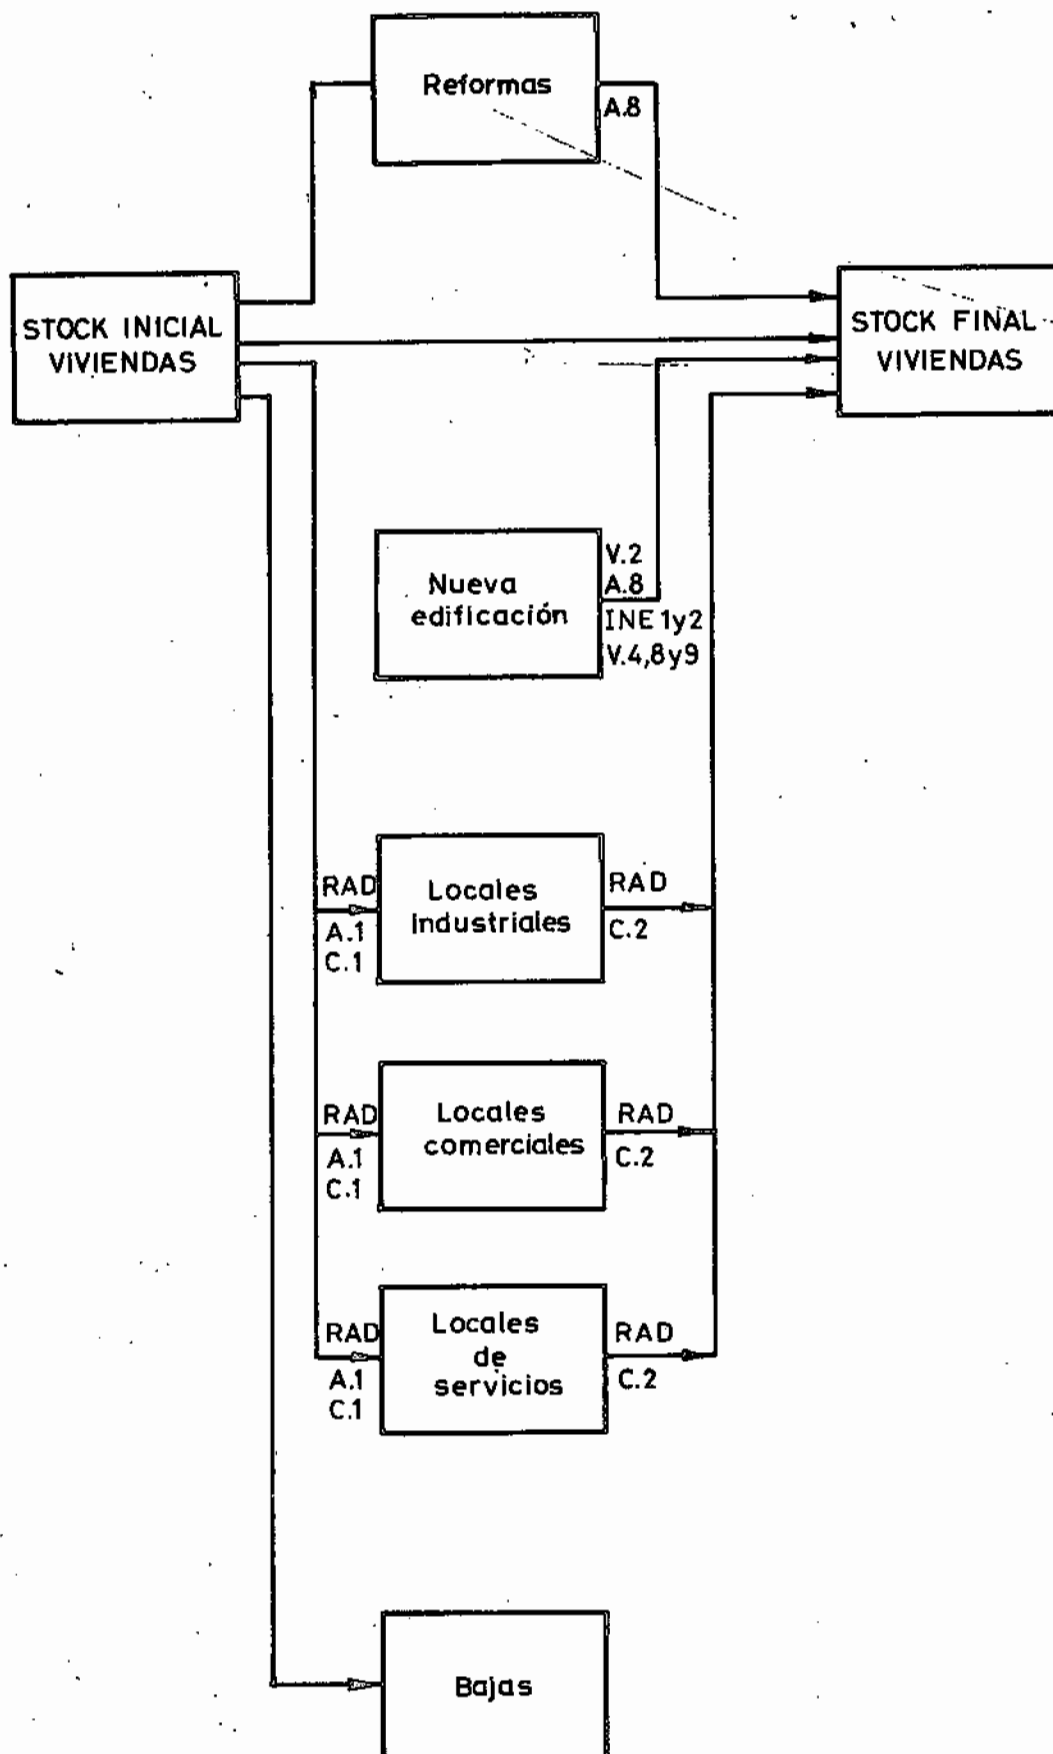 Reformas
A.8
STOCK INICIAL
VIVIENDAS
STOCK FINAL
VIVIENDAS
Nueva
edificación
V.2
A.8
INE 1y2
V.4,8y9
RAD
A.1
C.1
Locales
industriales
RAD
C.2
RAD
A.1
C.1
Locales
comerciales
RAD
C.2
RAD
A.1
C.1
Locales
de
servicios
RAD
C.2
Bajas